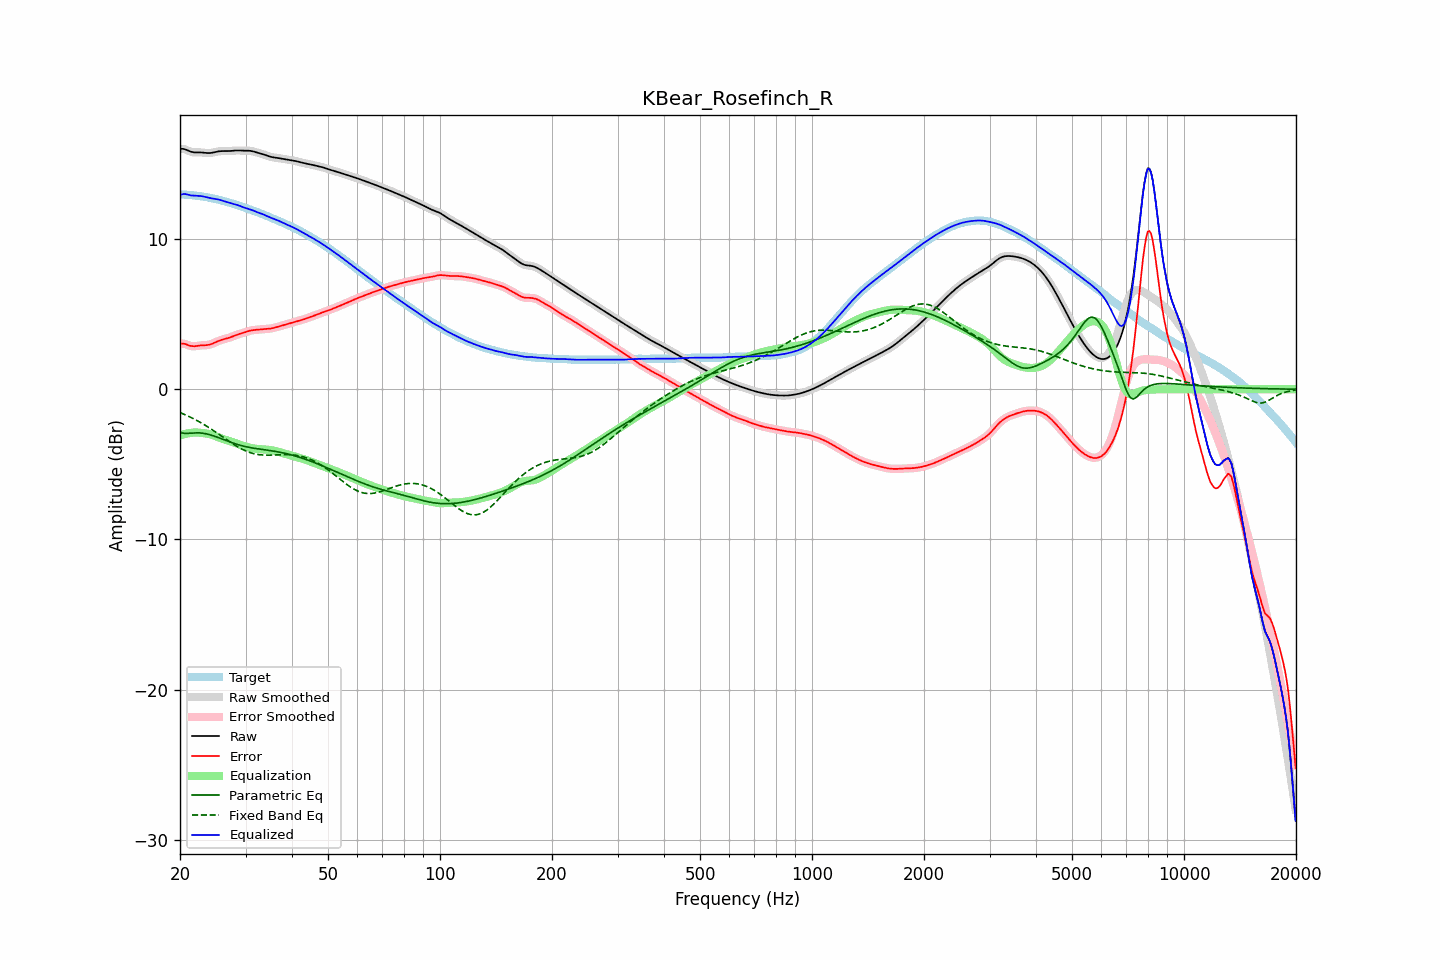 KBear_Rosefinch_R
Amplitude (dBr)
10
0
−10
−20
−30
Target
Raw Smoothed
Error Smoothed
Raw
Error
Equalization
Parametric Eq
Fixed Band Eq
Equalized
20 50 100 200 500 1000 2000 5000 10000 20000
Frequency (Hz)